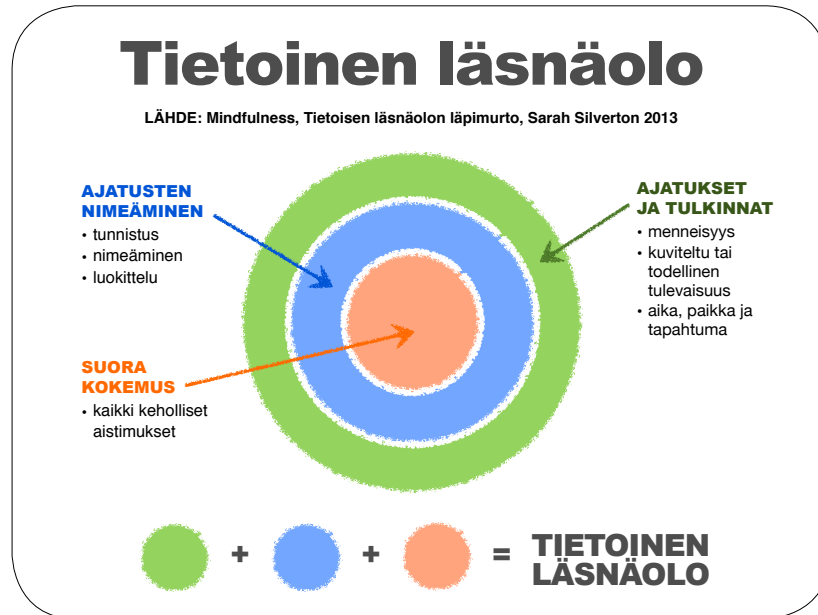 Tietoinen läsnäolo
LÄHDE: Mindfulness, Tietoisen läsnäolon läpimurto, Sarah Silverton 2013
AJATUSTEN
NIMEÄMINEN
• tunnistus
• nimeäminen
• luokittelu
SUORA
KOKEMUS
• kaikki keholliset
aistimukset
AJATUKSET
JA TULKINNAT
• menneisyys
• kuviteltu tai
todellinen
tulevaisuus
• aika, paikka ja
tapahtuma
+ + = TIETOINEN
LÄSNÄOLO